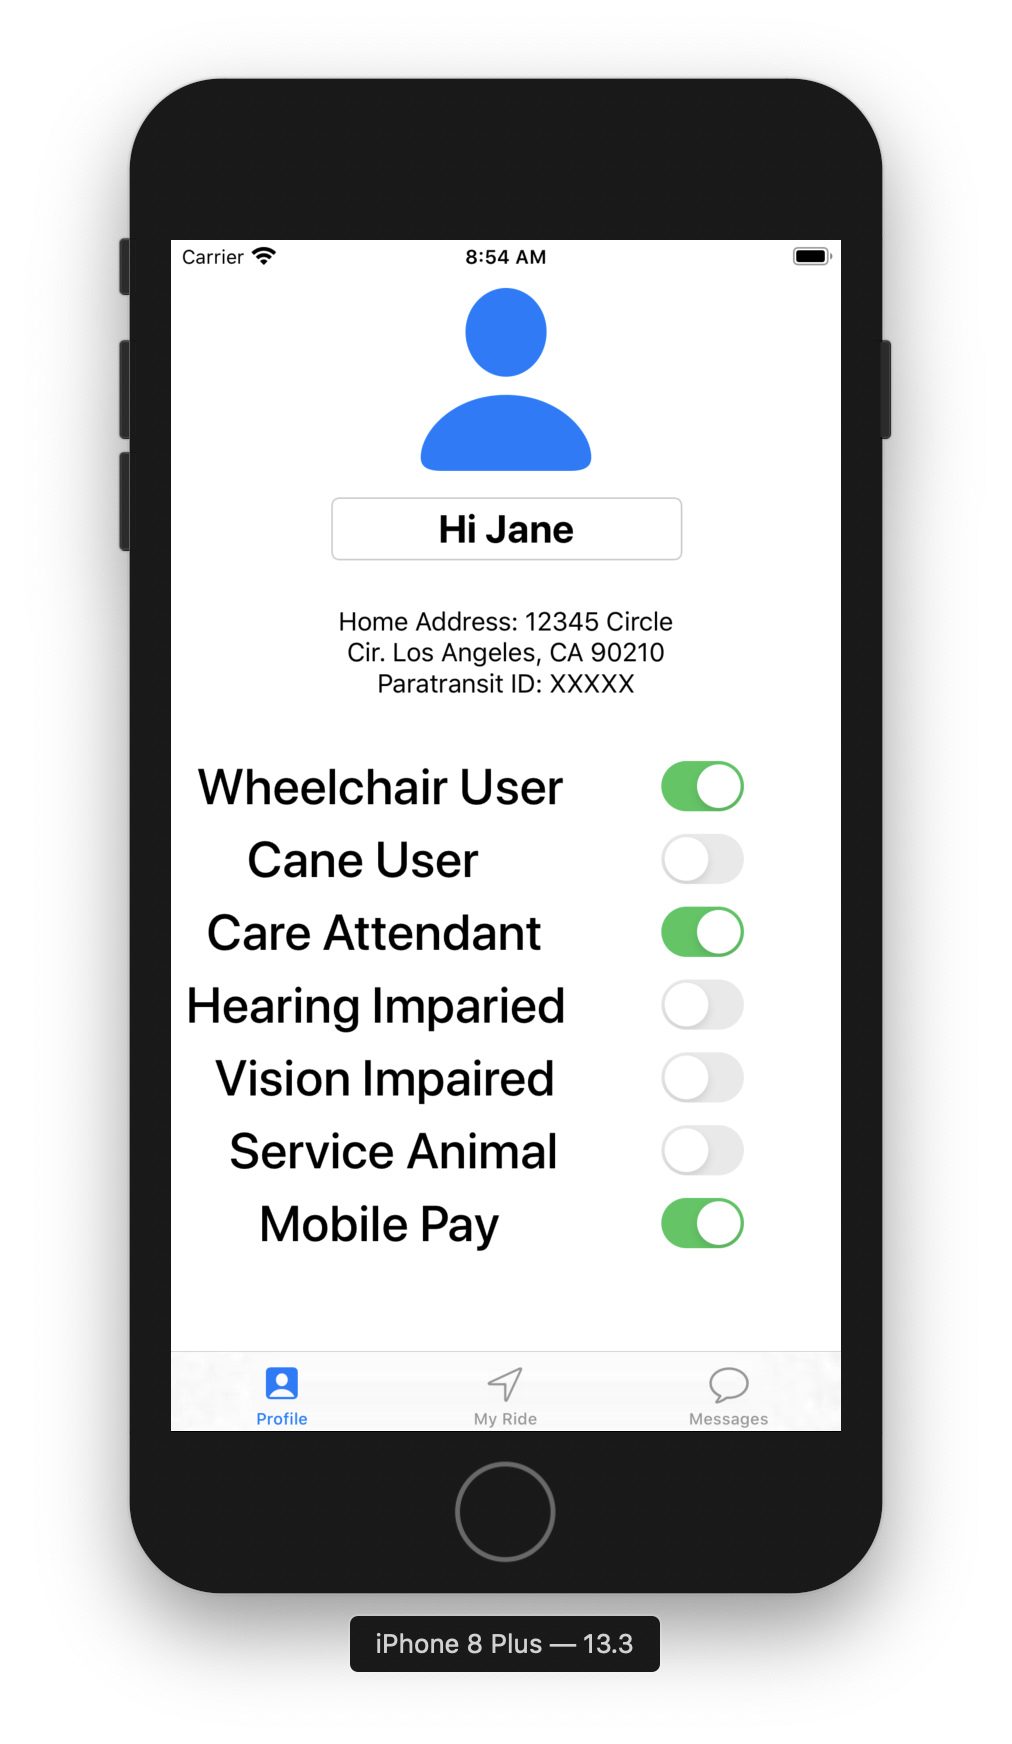 Carrier 8:54 AM
Hi Jane
Home Address: 12345 Circle
Cir. Los Angeles, CA 90210
Paratransit ID: XXXXX
Wheelchair User
Cane User
Care Attendant
Hearing Imparied
Vision Impaired
Service Animal
Mobile Pay
Profile My Ride Messages
iPhone 8 Plus — 13.3